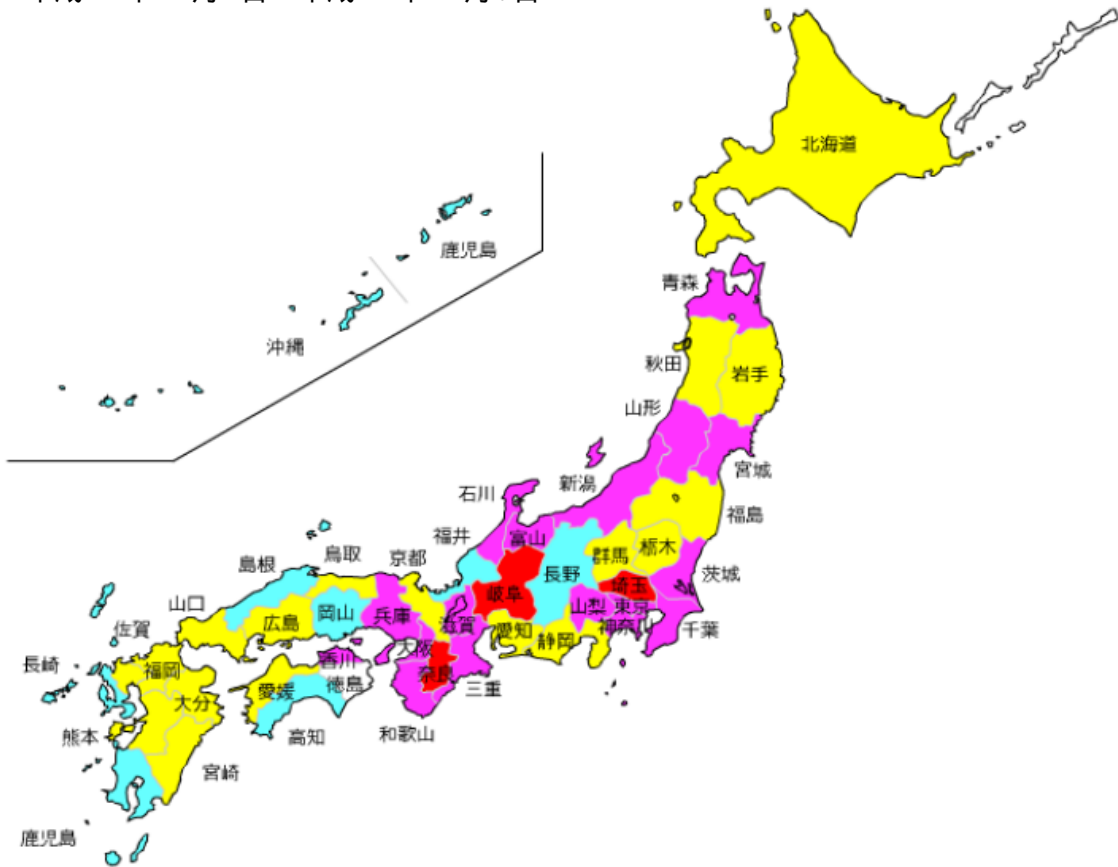 北海道
鹿児島
青森
沖縄
秋田
岩手
山形
宮城
新潟
石川
福島
福井
富山
栃木
群馬
鳥取
京都
島根
長野
茨城
埼玉
岐阜
山口
岡山
兵庫
山梨
東京
広島
滋賀
愛知
神奈川
千葉
佐賀
静岡
大阪
長崎
福岡
香川
奈良
徳島
三重
愛媛
大分
熊本
高知
和歌山
宮崎
鹿児島